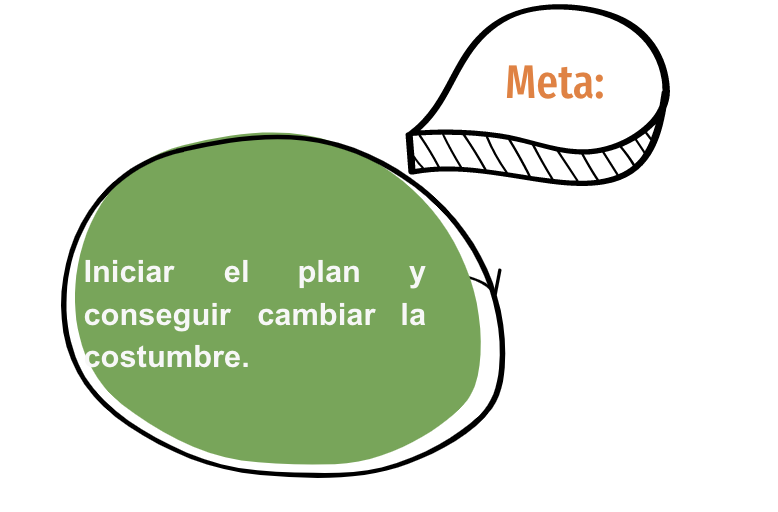 Meta:
Iniciar el plan y
conseguir cambiar la
costumbre.